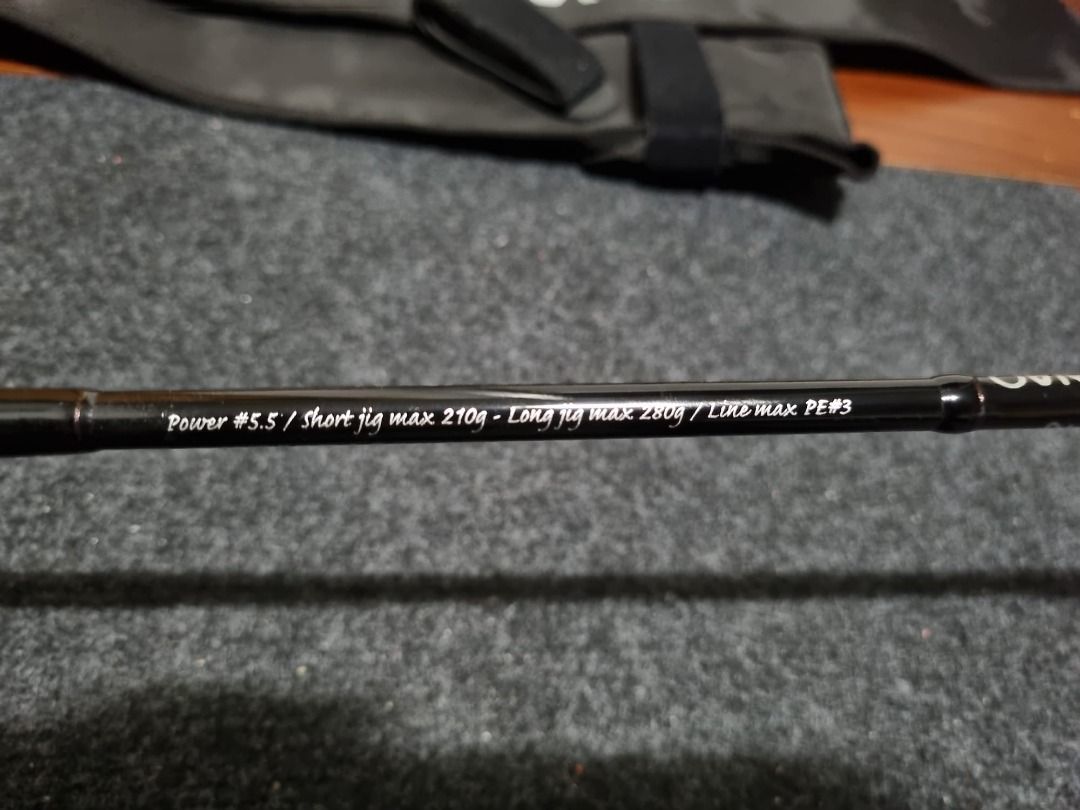 Power #5.5 / Short jig max 210g - Long jig max 280g / Line max PE#3